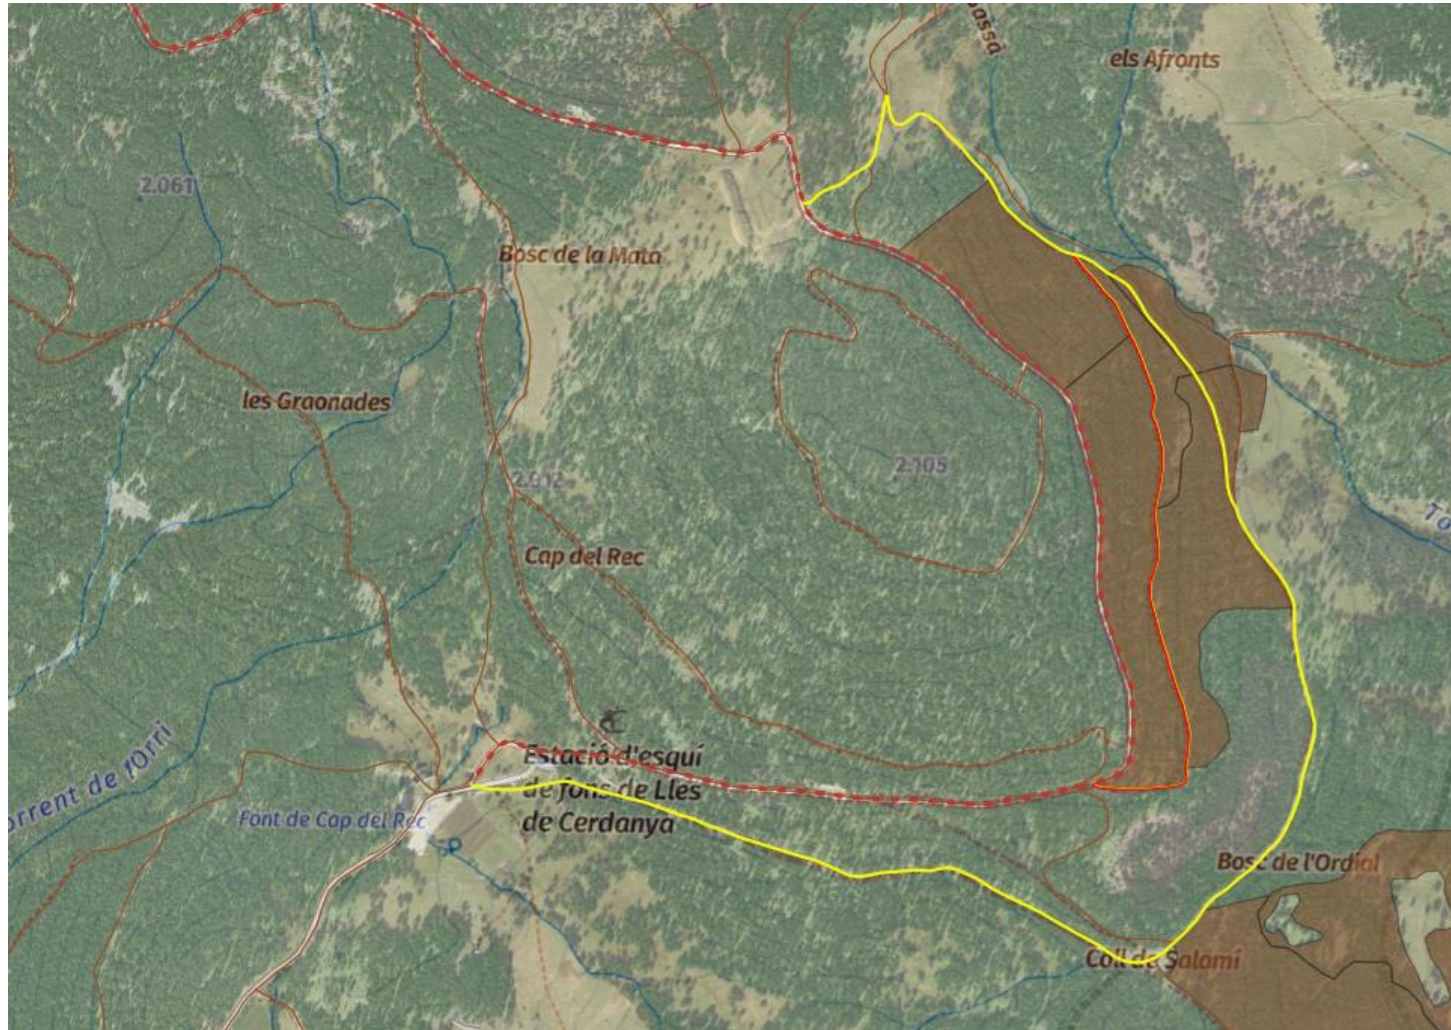 els Afronts
2.061
Bosc de la Mata
les Graonades
2.105
2.012
Cap del Rec
Estació d'esquí
de fons de Lles
de Cerdanya
Font de Cap del Rec
Bosc de l'Ordial
Coll de Salamí